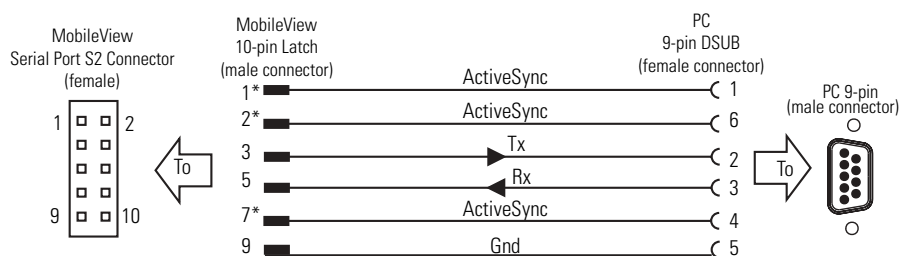 MobileView
Serial Port S2 Connector
(female)
1
2
9
10
To
MobileView
10-pin Latch
(male connector)
PC
9-pin DSUB
(female connector)
1* ActiveSync 1
2* ActiveSync 6
3 Tx 2
5 Rx 3
7* ActiveSync 4
9 Gnd 5
To
PC 9-pin
(male connector)